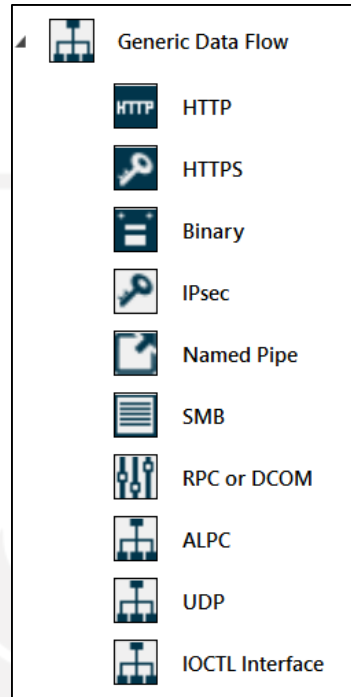 Generic Data Flow
HTTP HTTP
HTTPS
Binary
IPsec
Named Pipe
SMB
RPC or DCOM
ALPC
UDP
IOCTL Interface